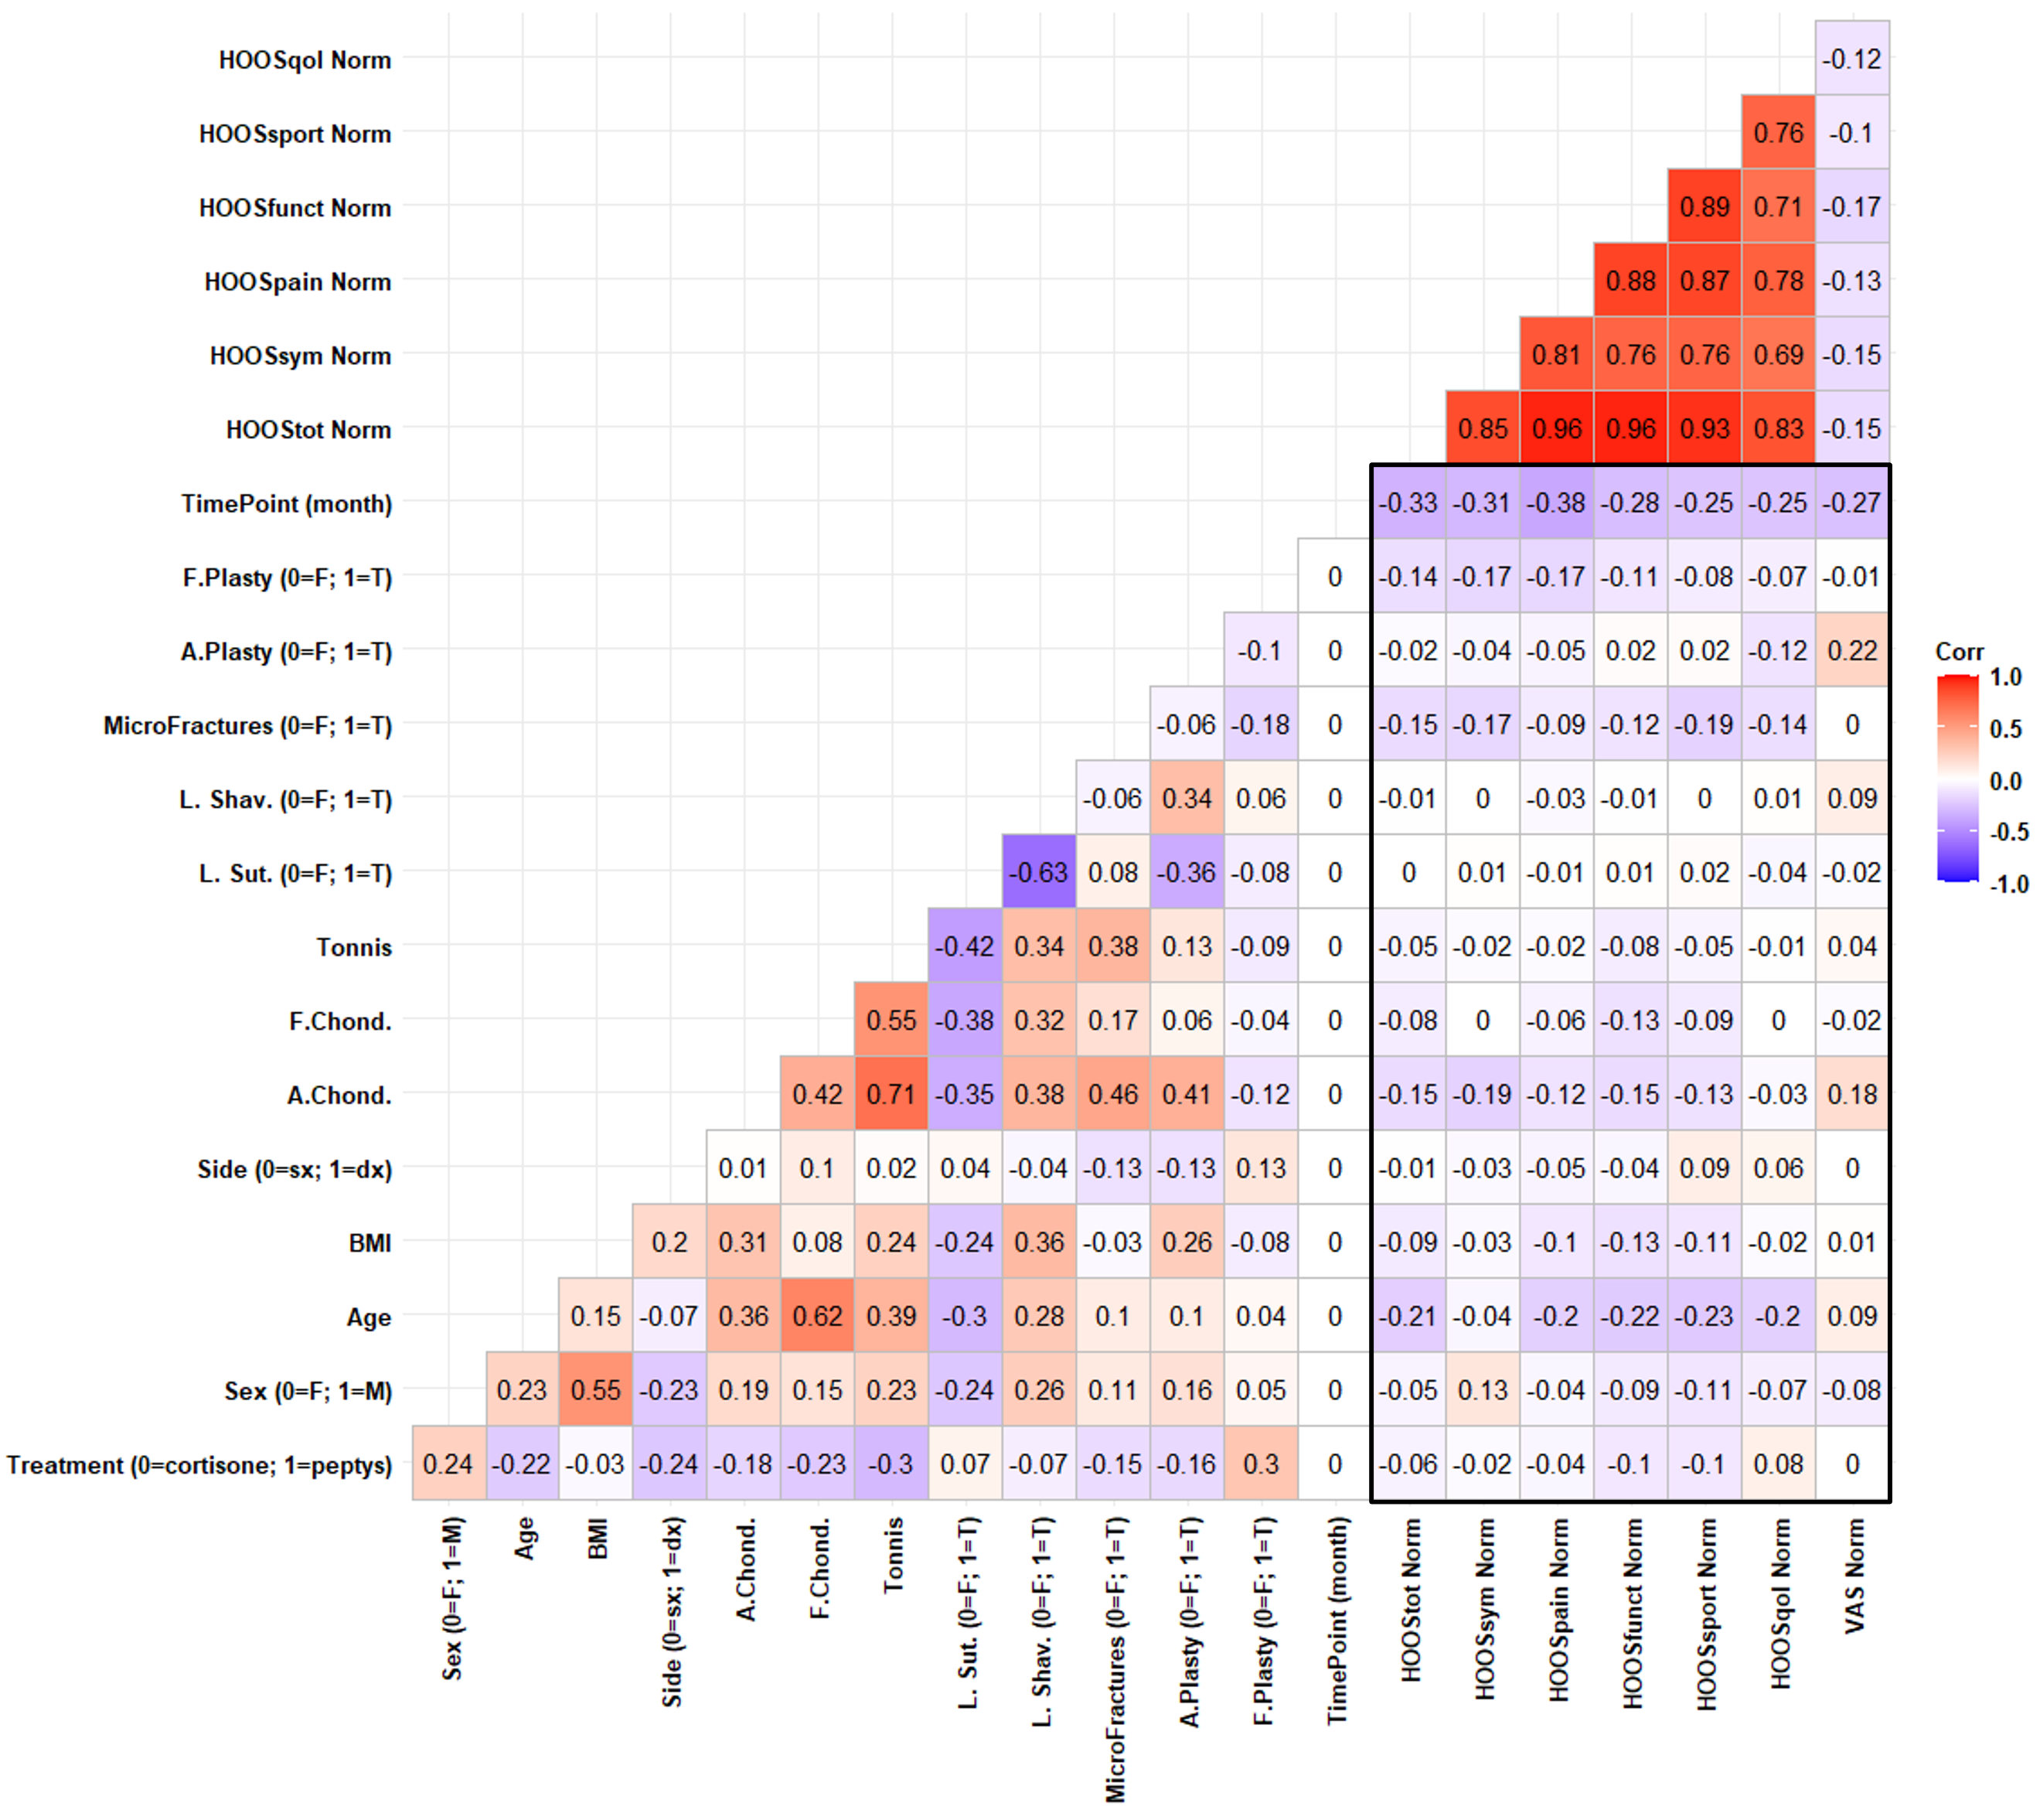 HOOSqol Norm -0.12
HOOSsport Norm 0.76 -0.1
HOOSfunct Norm 0.89 0.71 -0.17
HOOSpain Norm 0.88 0.87 0.78 -0.13
HOOSsym Norm 0.81 0.76 0.76 0.69 -0.15
HOOStot Norm 0.85 0.96 0.96 0.93 0.83 -0.15
TimePoint (month) -0.33 -0.31 -0.38 -0.28 -0.25 -0.25 -0.27
F.Plasty (0=F; 1=T) 0 -0.14 -0.17 -0.17 -0.11 -0.08 -0.07 -0.01
A.Plasty (0=F; 1=T) -0.1 0 -0.02 -0.04 -0.05 0.02 0.02 -0.12 0.22
MicroFractures (0=F; 1=T) -0.06 -0.18 0 -0.15 -0.17 -0.09 -0.12 -0.19 -0.14 0
L. Shav. (0=F; 1=T) -0.06 0.34 0.06 0 -0.01 0 -0.03 -0.01 0 0.01 0.09
L. Sut. (0=F; 1=T) -0.63 0.08 -0.36 -0.08 0 0 0.01 -0.01 0.01 0.02 -0.04 -0.02
Tonnis -0.42 0.34 0.38 0.13 -0.09 0 -0.05 -0.02 -0.02 -0.08 -0.05 -0.01 0.04
F.Chond. 0.55 -0.38 0.32 0.17 0.06 -0.04 0 -0.08 0 -0.06 -0.13 -0.09 0 -0.02
A.Chond. 0.42 0.71 -0.35 0.38 0.46 0.41 -0.12 0 -0.15 -0.19 -0.12 -0.15 -0.13 -0.03 0.18
Side (0=sx; 1=dx) 0.01 0.1 0.02 0.04 -0.04 -0.13 -0.13 0.13 0 -0.01 -0.03 -0.05 -0.04 0.09 0.06 0
BMI 0.2 0.31 0.08 0.24 -0.24 0.36 -0.03 0.26 -0.08 0 -0.09 -0.03 -0.1 -0.13 -0.11 -0.02 0.01
Age 0.15 -0.07 0.36 0.62 0.39 -0.3 0.28 0.1 0.1 0.04 0 -0.21 -0.04 -0.2 -0.22 -0.23 -0.2 0.09
Sex (0=F; 1=M) 0.23 0.55 -0.23 0.19 0.15 0.23 -0.24 0.26 0.11 0.16 0.05 0 -0.05 0.13 -0.04 -0.09 -0.11 -0.07 -0.08
Treatment (0=cortisone; 1=peptys) 0.24 -0.22 -0.03 -0.24 -0.18 -0.23 -0.3 0.07 -0.07 -0.15 -0.16 0.3 0 -0.06 -0.02 -0.04 -0.1 -0.1 0.08 0
Sex (0=F; 1=M)
Age
BMI
Side (0=sx; 1=dx)
A.Chond.
F.Chond.
Tonnis
L. Sut. (0=F; 1=T)
L. Shav. (0=F; 1=T)
MicroFractures (0=F; 1=T)
A.Plasty (0=F; 1=T)
F.Plasty (0=F; 1=T)
TimePoint (month)
HOOStot Norm
HOOSsym Norm
HOOSpain Norm
HOOSfunct Norm
HOOSsport Norm
HOOSqol Norm
VAS Norm
Corr
1.0
0.5
0.0
-0.5
-1.0